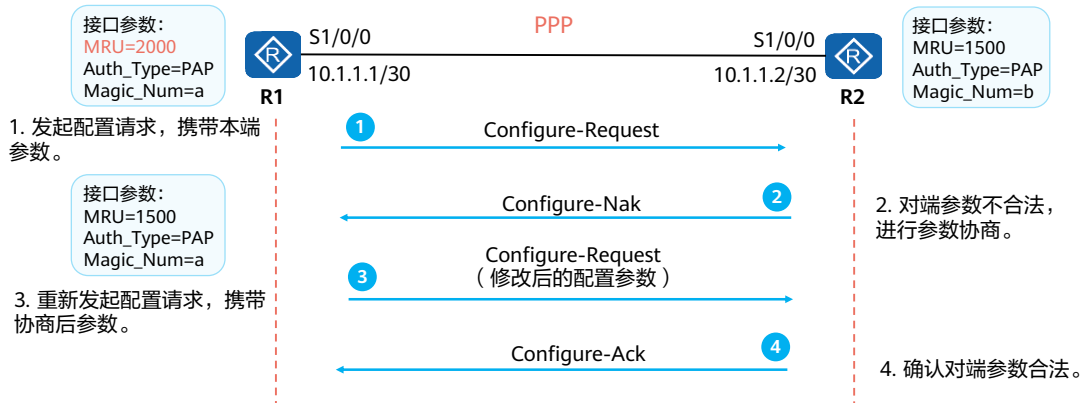 接口参数：
MRU=2000
Auth_Type=PAP
Magic_Num=a
R
R1
S1/0/0
10.1.1.1/30
PPP
S1/0/0
10.1.1.2/30
R
R2
接口参数：
MRU=1500
Auth_Type=PAP
Magic_Num=b
1. 发起配置请求，携带本端
参数。
1
Configure-Request
接口参数：
MRU=1500
Auth_Type=PAP
Magic_Num=a
Configure-Nak
2
2. 对端参数不合法，
进行参数协商。
3. 重新发起配置请求，携带
协商后参数。
3
Configure-Request
（修改后的配置参数）
Configure-Ack
4
4. 确认对端参数合法。